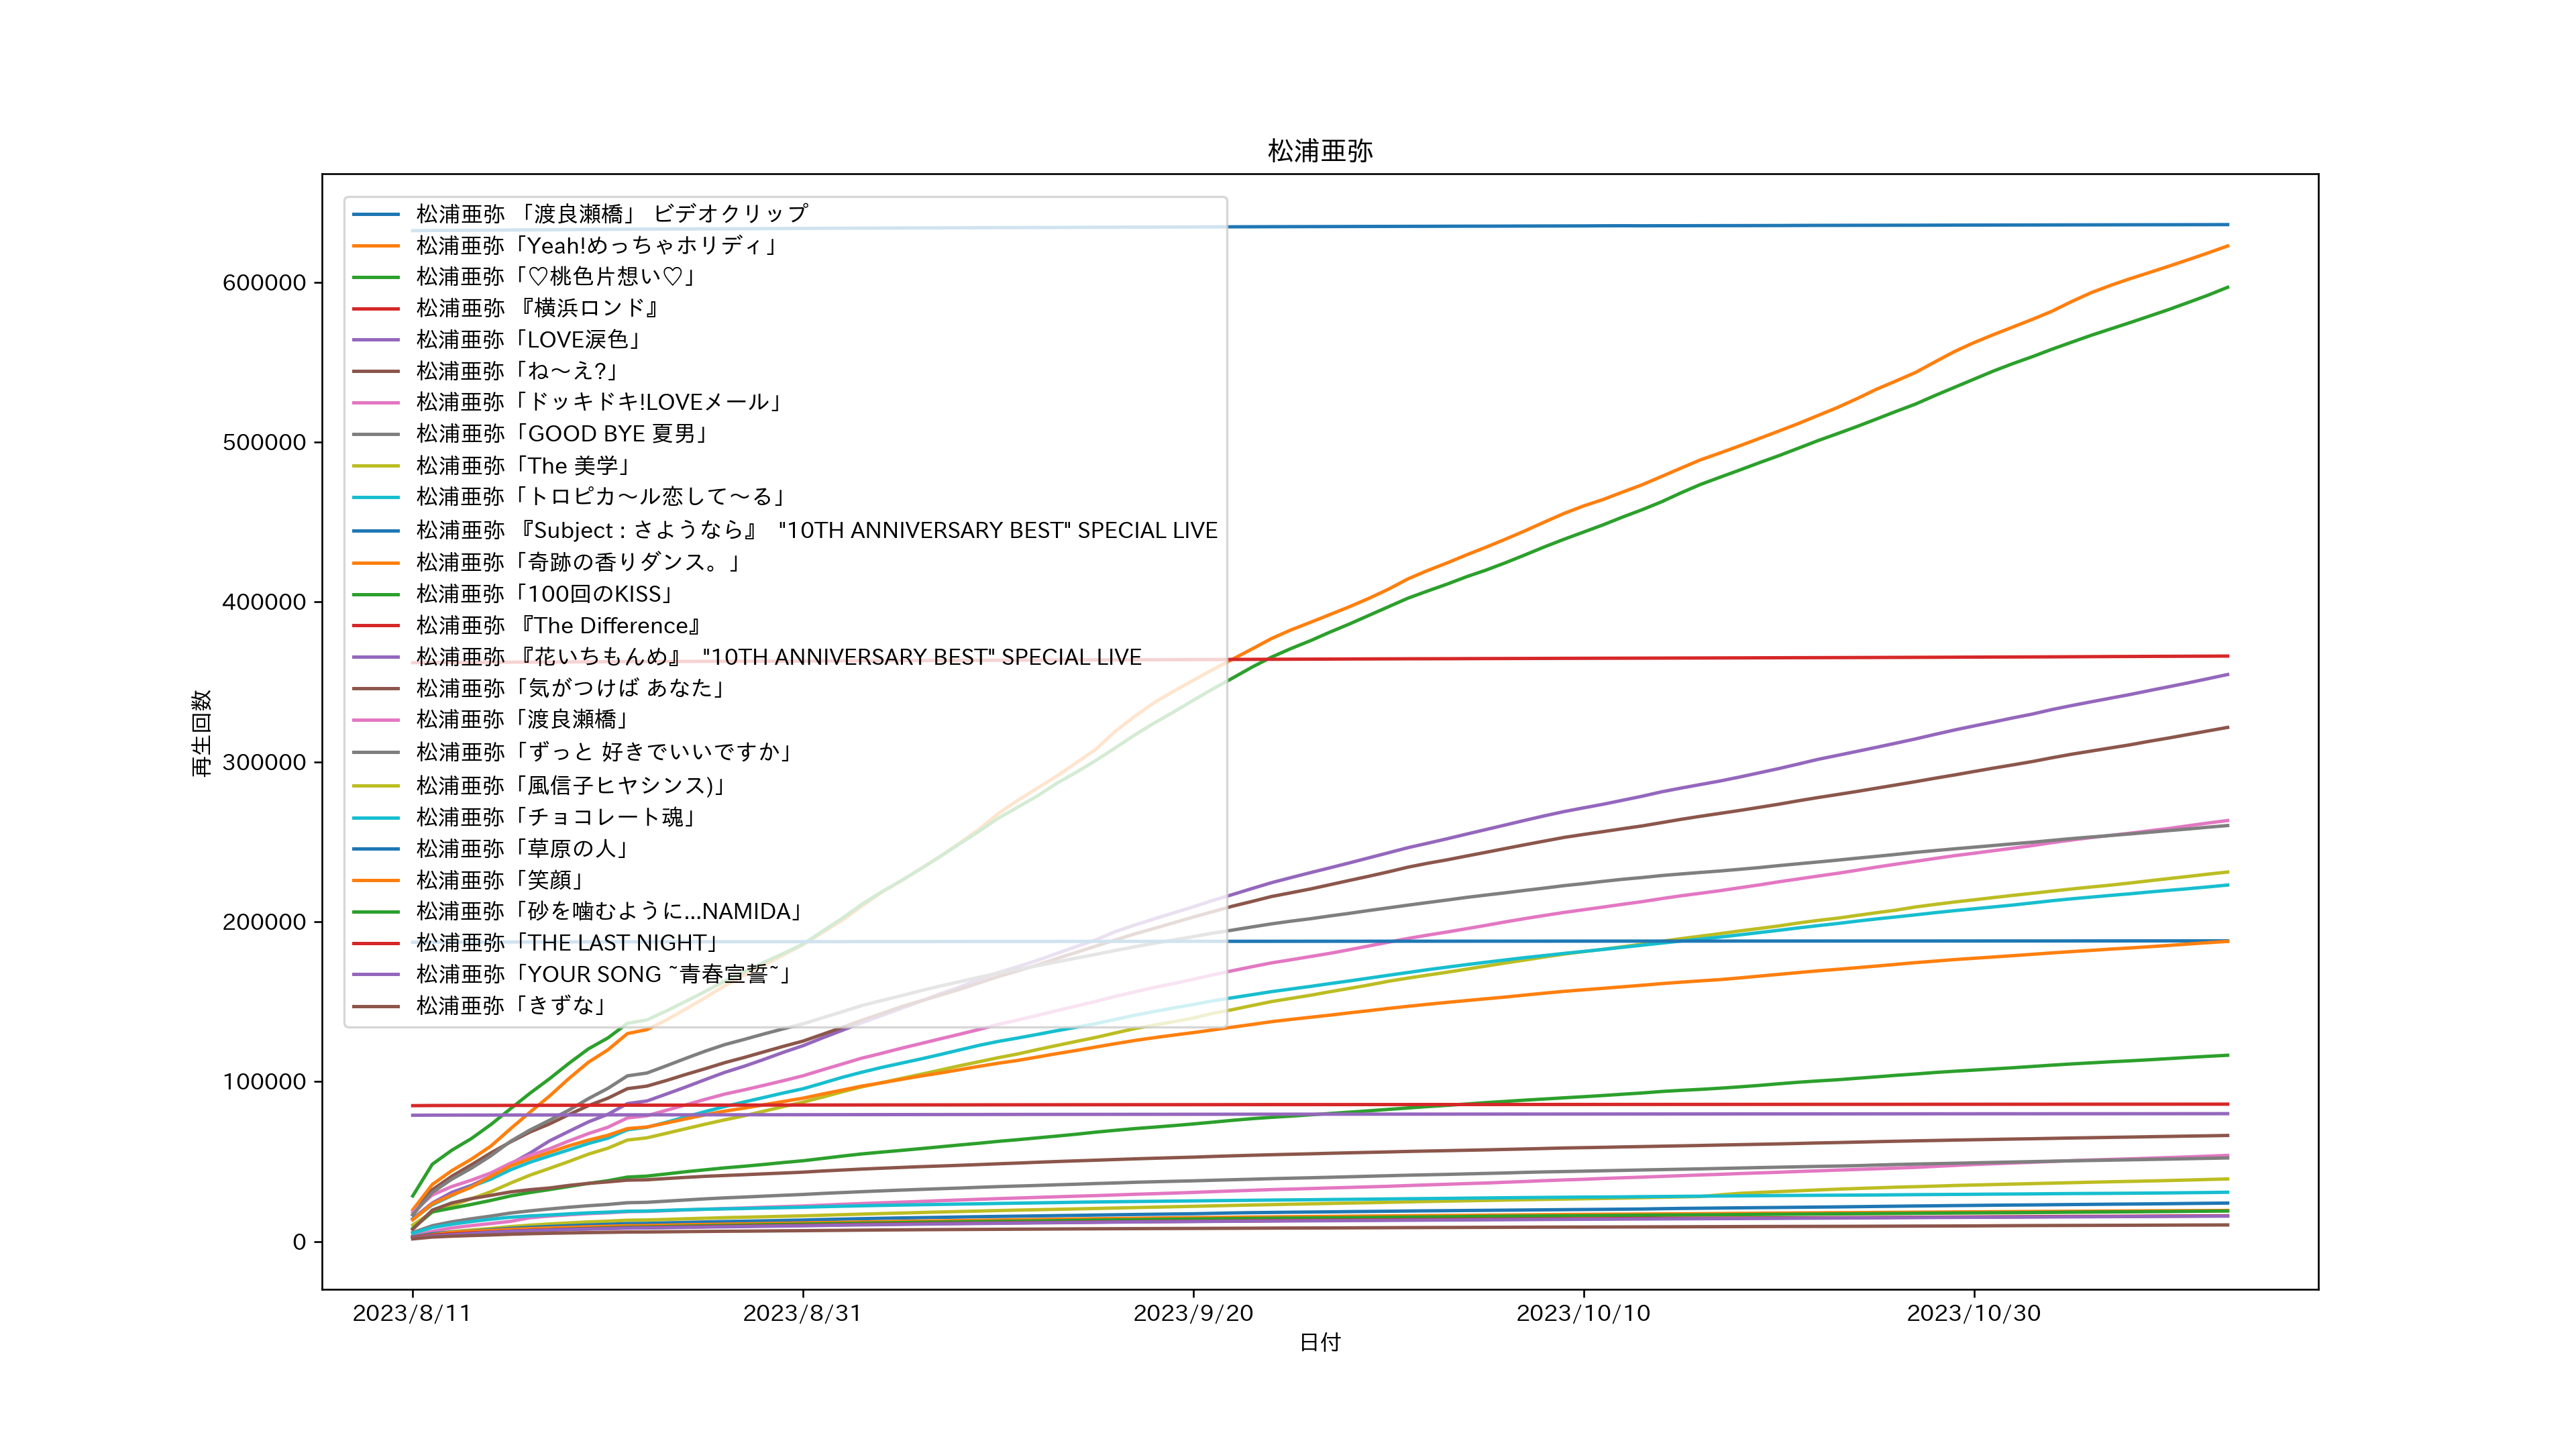 松浦亜弥
松浦亜弥 「渡良瀬橋」 ビデオクリップ
松浦亜弥「Yeah!めっちゃホリディ」
松浦亜弥「♡桃色片想い♡」
松浦亜弥 『横浜ロンド』
松浦亜弥「LOVE涙色」
松浦亜弥「ね～え?」
松浦亜弥「ドッキドキ!LOVEメール」
松浦亜弥「GOOD BYE 夏男」
松浦亜弥「The 美学」
松浦亜弥「トロピカ～ル恋して～る」
松浦亜弥 『Subject : さようなら』 "10TH ANNIVERSARY BEST" SPECIAL LIVE
松浦亜弥「奇跡の香りダンス。」
松浦亜弥「100回のKISS」
松浦亜弥 『The Difference』
松浦亜弥 『花いちもんめ』 "10TH ANNIVERSARY BEST" SPECIAL LIVE
松浦亜弥「気がつけば あなた」
松浦亜弥「渡良瀬橋」
松浦亜弥「ずっと 好きでいいですか」
松浦亜弥「風信子ヒヤシンス)」
松浦亜弥「チョコレート魂」
松浦亜弥「草原の人」
松浦亜弥「笑顔」
松浦亜弥「砂を噛むように…NAMIDA」
松浦亜弥「THE LAST NIGHT」
松浦亜弥「YOUR SONG ~青春宣誓~」
松浦亜弥「きずな」
再生回数
600000
500000
400000
300000
200000
100000
0
2023/8/11 2023/8/31 2023/9/20 2023/10/10 2023/10/30
日付